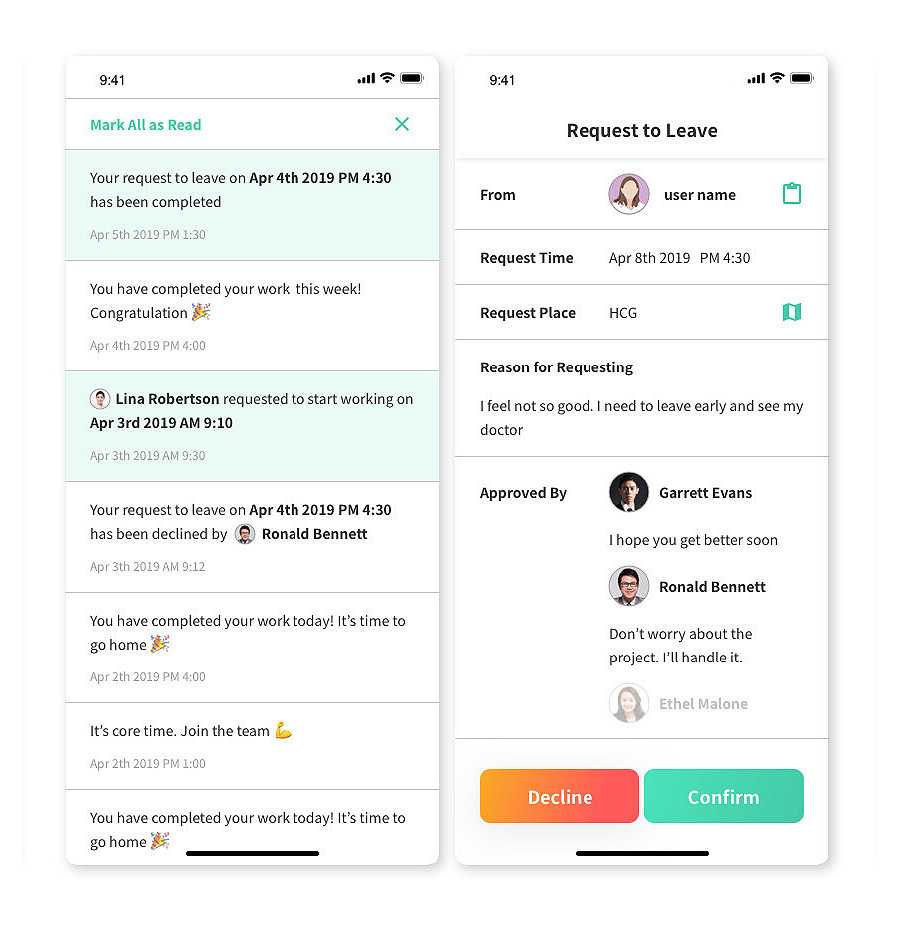 9:41
Mark All as Read
Your request to leave on Apr 4th 2019 PM 4:30
has been completed
Apr 5th 2019 PM 1:30
You have completed your work this week!
Congratulation 🎉
Apr 4th 2019 PM 4:00
Lina Robertson requested to start working on
Apr 3rd 2019 AM 9:10
Apr 3th 2019 AM 9:30
Your request to leave on Apr 4th 2019 PM 4:30
has been declined by Ronald Bennett
Apr 3th 2019 AM 9:12
You have completed your work today! It’s time to
go home 🎉
Apr 2th 2019 PM 4:00
It’s core time. Join the team 💪
Apr 2th 2019 PM 1:00
You have completed your work today! It’s time to
go home 🎉
9:41
Request to Leave
From user name
Request Time Apr 8th 2019 PM 4:30
Request Place HCG
Reason for Requesting
I feel not so good. I need to leave early and see my
doctor
Approved By Garrett Evans
I hope you get better soon
Ronald Bennett
Don’t worry about the
project. I’ll handle it.
Ethel Malone
Decline Confirm